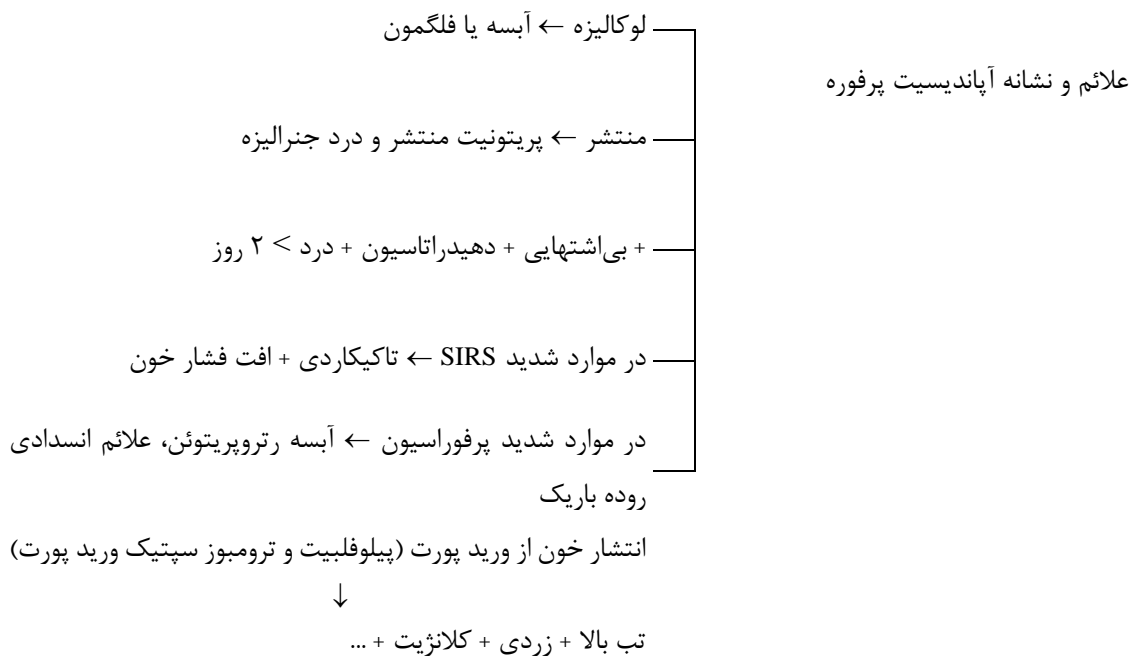 علائم و نشانه آپاندیسیت پرفوره
لوکالیزه ← آبسه یا فلگمون
منتشر ← پریتونیت منتشر و درد جنرالیزه
+ بی‌اشتهایی + دهیدراتاسیون + درد > ۲ روز
در موارد شدید SIRS ← تاکیکاردی + افت فشار خون
در موارد شدید پرفوراسیون ← آبسه رتروپریتوئن، علائم انسدادی
روده باریک
انتشار خون از ورید پورت (پیلوفلبیت و ترومبوز سپتیک ورید پورت)
↓
تب بالا + زردی + کلانژیت + ...